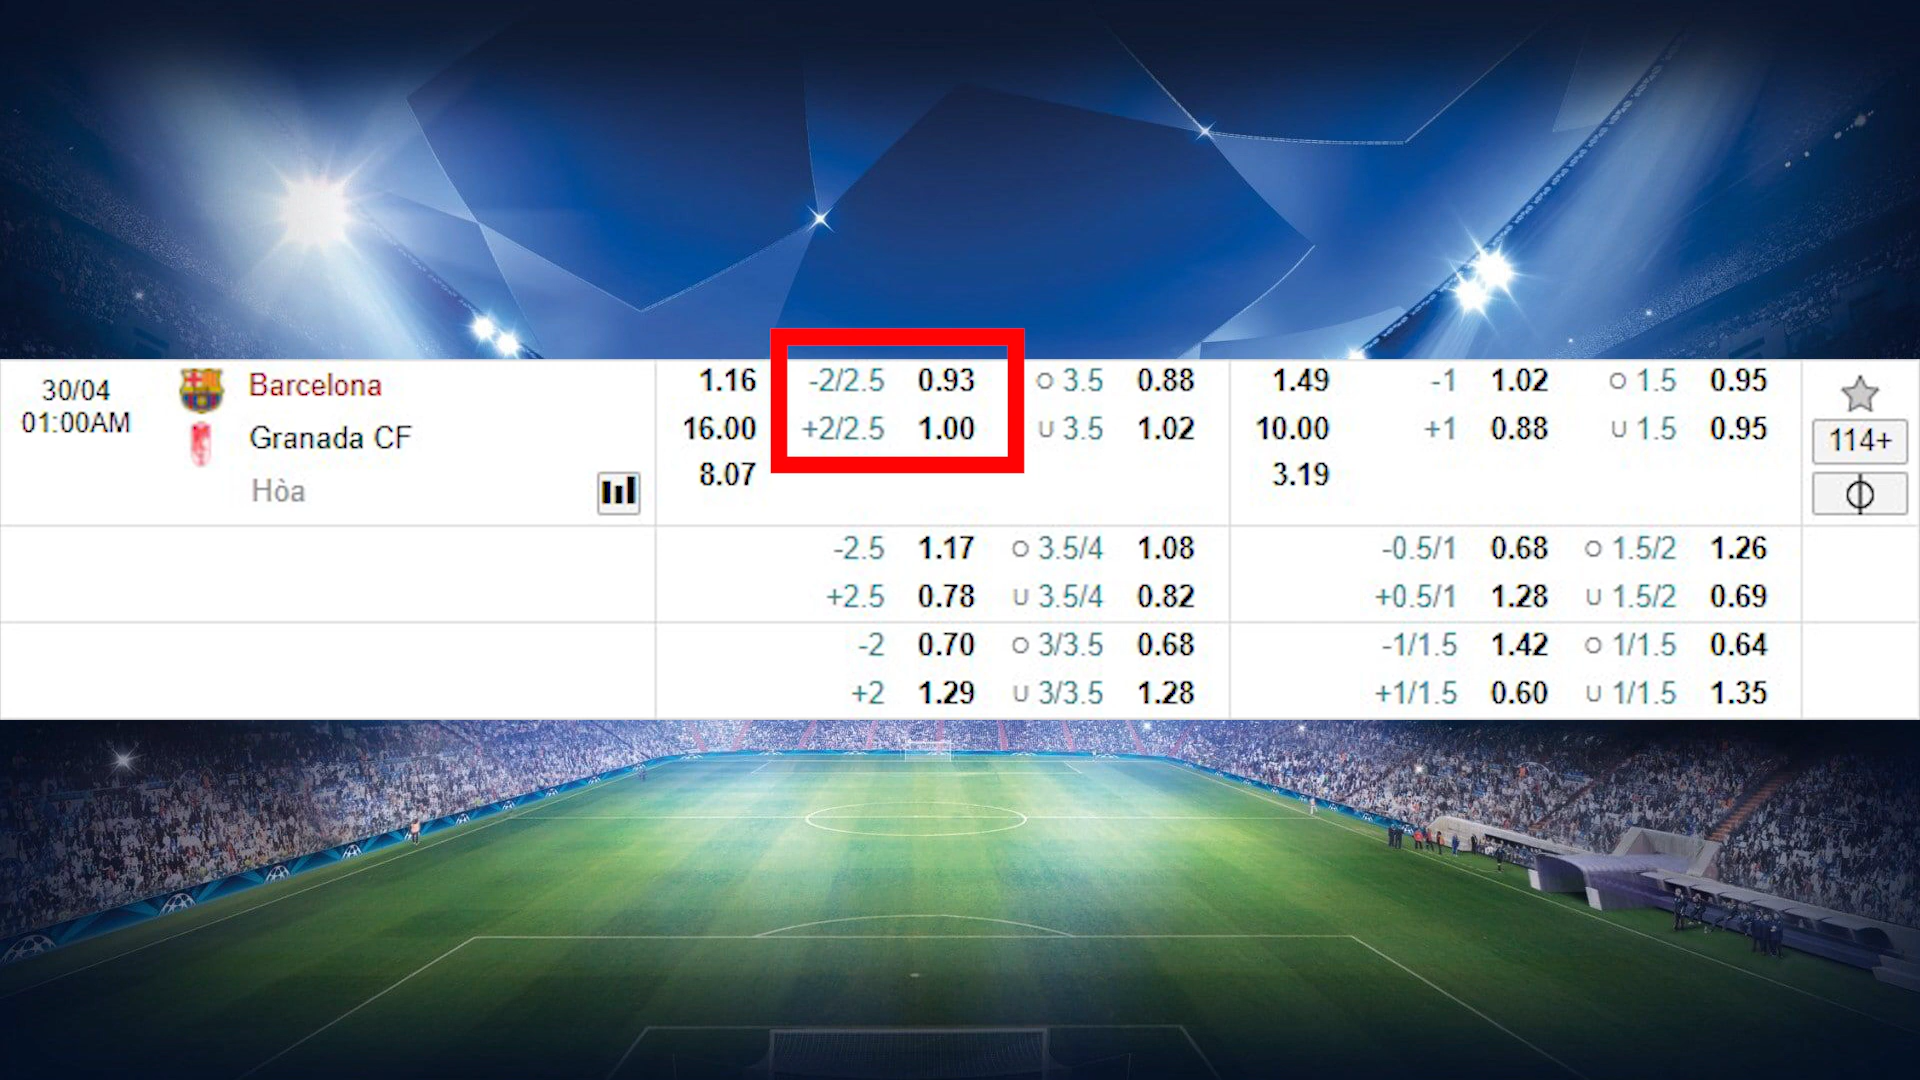 30/04 Barcelona 1.16 -2/2.5 0.93 O 3.5 0.88 1.49 -1 1.02 O 1.5 0.95
01:00AM Granada CF 16.00 +2/2.5 1.00 U 3.5 1.02 10.00 +1 0.88 U 1.5 0.95 114+
Hòa 8.07 3.19
-2.5 1.17 O 3.5/4 1.08 -0.5/1 0.68 O 1.5/2 1.26
+2.5 0.78 U 3.5/4 0.82 +0.5/1 1.28 U 1.5/2 0.69
-2 0.70 O 3/3.5 0.68 -1/1.5 1.42 O 1/1.5 0.64
+2 1.29 U 3/3.5 1.28 +1/1.5 0.60 U 1/1.5 1.35